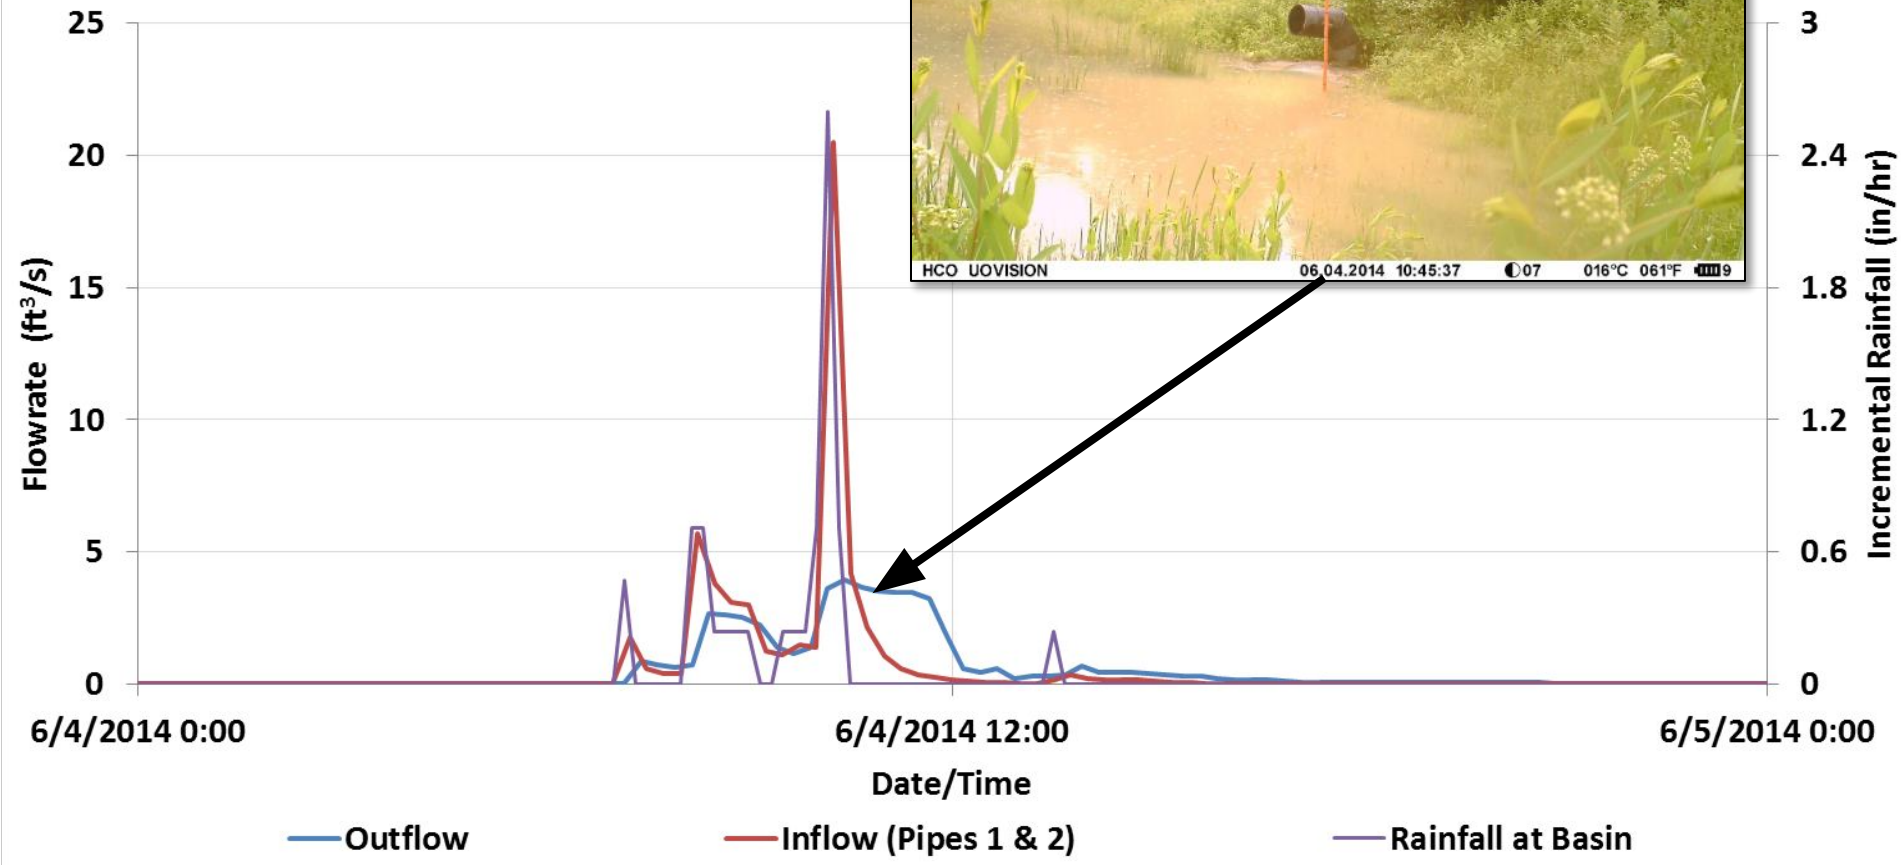 25
20
15
10
5
0
Flowrate (ft³/s)
HCO UOVISION 06.04.2014 10:45:37 07 016°C 061°F 9
3
2.4
1.8
1.2
0.6
0
Incremental Rainfall (in/hr)
6/4/2014 0:00 6/4/2014 12:00 6/5/2014 0:00
Date/Time
Outflow Inflow (Pipes 1 & 2) Rainfall at Basin